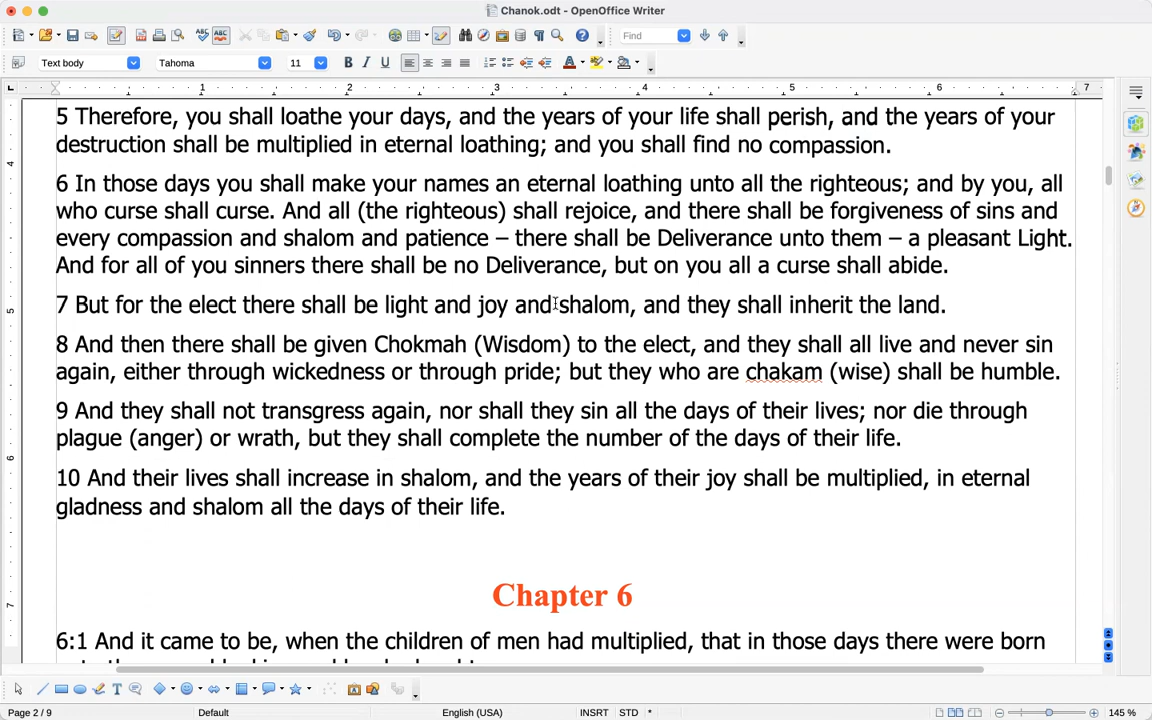 Chanok.odt - OpenOffice Writer
Find
Text body
Tahoma
11
B I U
1 2 3 4 5 6 7
5 Therefore, you shall loathe your days, and the years of your life shall perish, and the years of your
destruction shall be multiplied in eternal loathing; and you shall find no compassion.
6 In those days you shall make your names an eternal loathing unto all the righteous; and by you, all
who curse shall curse. And all (the righteous) shall rejoice, and there shall be forgiveness of sins and
every compassion and shalom and patience – there shall be Deliverance unto them – a pleasant Light.
And for all of you sinners there shall be no Deliverance, but on you all a curse shall abide.
7 But for the elect there shall be light and joy and shalom, and they shall inherit the land.
8 And then there shall be given Chokmah (Wisdom) to the elect, and they shall all live and never sin
again, either through wickedness or through pride; but they who are chakam (wise) shall be humble.
9 And they shall not transgress again, nor shall they sin all the days of their lives; nor die through
plague (anger) or wrath, but they shall complete the number of the days of their life.
10 And their lives shall increase in shalom, and the years of their joy shall be multiplied, in eternal
gladness and shalom all the days of their life.
Chapter 6
6:1 And it came to be, when the children of men had multiplied, that in those days there were born
Page 2 / 9
Default
English (USA)
INSRT
STD
*
145 %